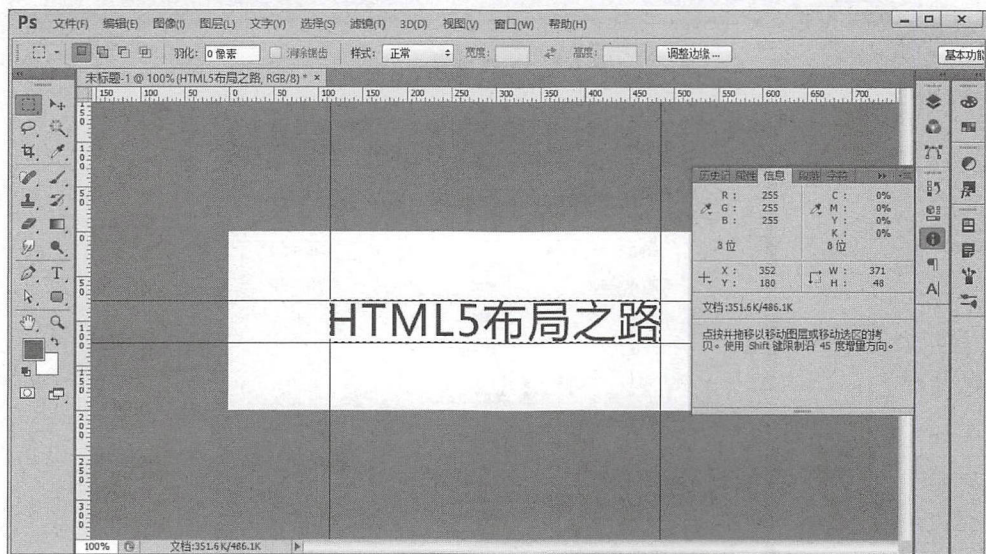 Ps 文件(F) 编辑(E) 图像(I) 图层(L) 文字(Y) 选择(S) 滤镜(T) 3D(D) 视图(V) 窗口(W) 帮助(H)
羽化: 0像素 消除锯齿 样式: 正常 宽度: 高度: 调整边缘... 基本功能
未标题-1 @ 100% (HTML5布局之路, RGB/8) * ×
150 100 50 0 50 100 150 200 250 300 350 400 450 500 550 600 650 700
历史记 属性 信息 段落 字符
R: 255 C: 0%
G: 255 M: 0%
B: 255 Y: 0%
K: 0%
8位 8位
X: 352 W: 371
Y: 180 H: 48
文档:351.6K/486.1K
点按并拖移以移动图层或移动选区的拷
贝。使用 Shift 键限制沿 45 度增量方向。
HTML5布局之路
100% 文档:351.6K/486.1K